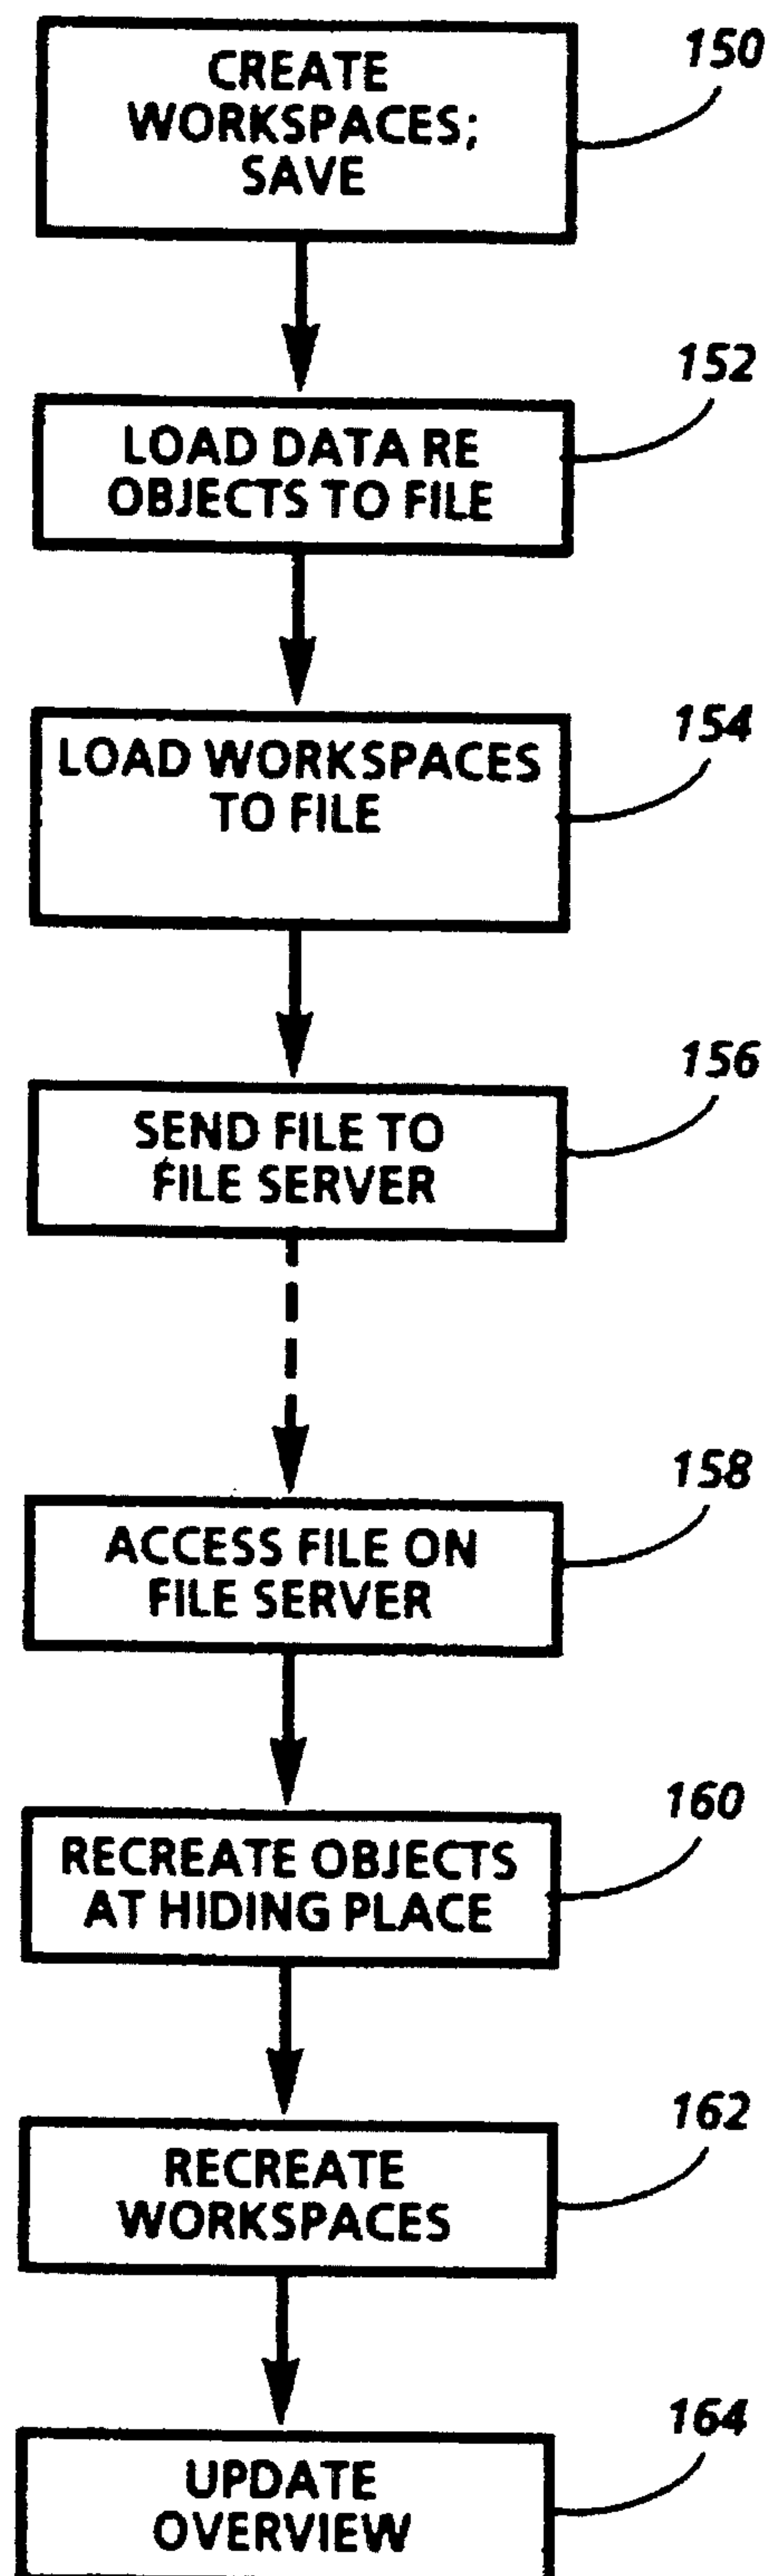 150
CREATE
WORKSPACES;
SAVE
152
LOAD DATA RE
OBJECTS TO FILE
154
LOAD WORKSPACES
TO FILE
156
SEND FILE TO
FILE SERVER
158
ACCESS FILE ON
FILE SERVER
160
RECREATE OBJECTS
AT HIDING PLACE
162
RECREATE
WORKSPACES
164
UPDATE
OVERVIEW